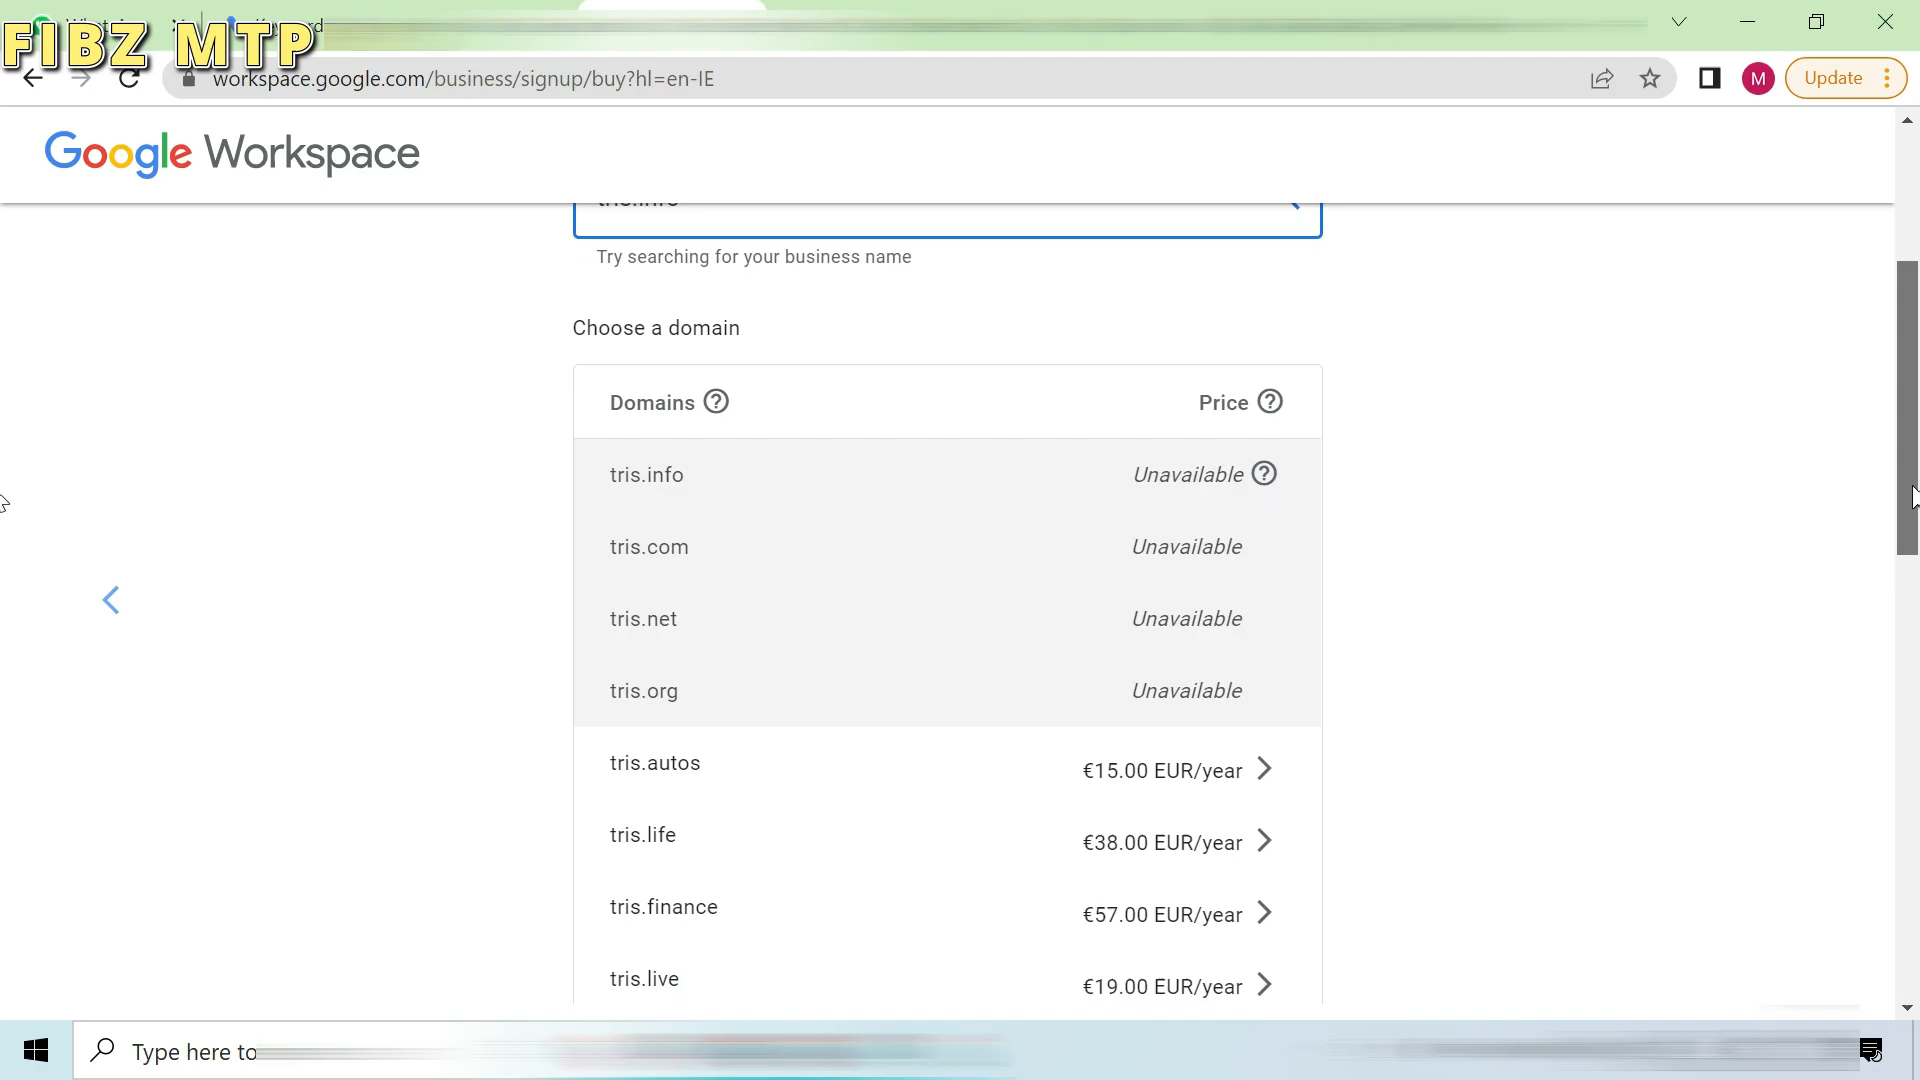 FIBZ MTP
workspace.google.com/business/signup/buy?hl=en-IE
M
Update
Google Workspace
tris.info
Try searching for your business name
Choose a domain
Domains
Price
tris.info Unavailable
tris.com Unavailable
tris.net Unavailable
tris.org Unavailable
tris.autos €15.00 EUR/year
tris.life €38.00 EUR/year
tris.finance €57.00 EUR/year
tris.live €19.00 EUR/year
Type here to